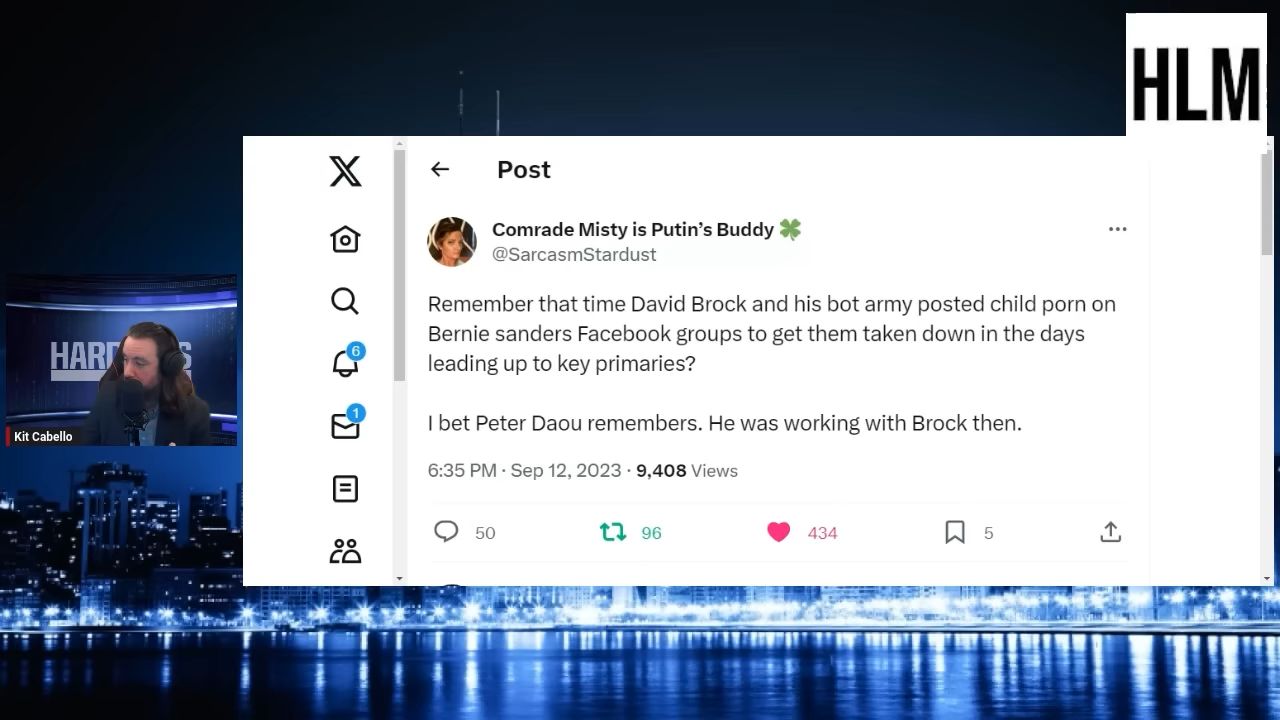 HLM
Post
Comrade Misty is Putin’s Buddy 🍀
@SarcasmStardust
Remember that time David Brock and his bot army posted child porn on
Bernie sanders Facebook groups to get them taken down in the days
leading up to key primaries?
I bet Peter Daou remembers. He was working with Brock then.
6:35 PM · Sep 12, 2023 · 9,408 Views
50 96 434 5
6
1
Kit Cabello